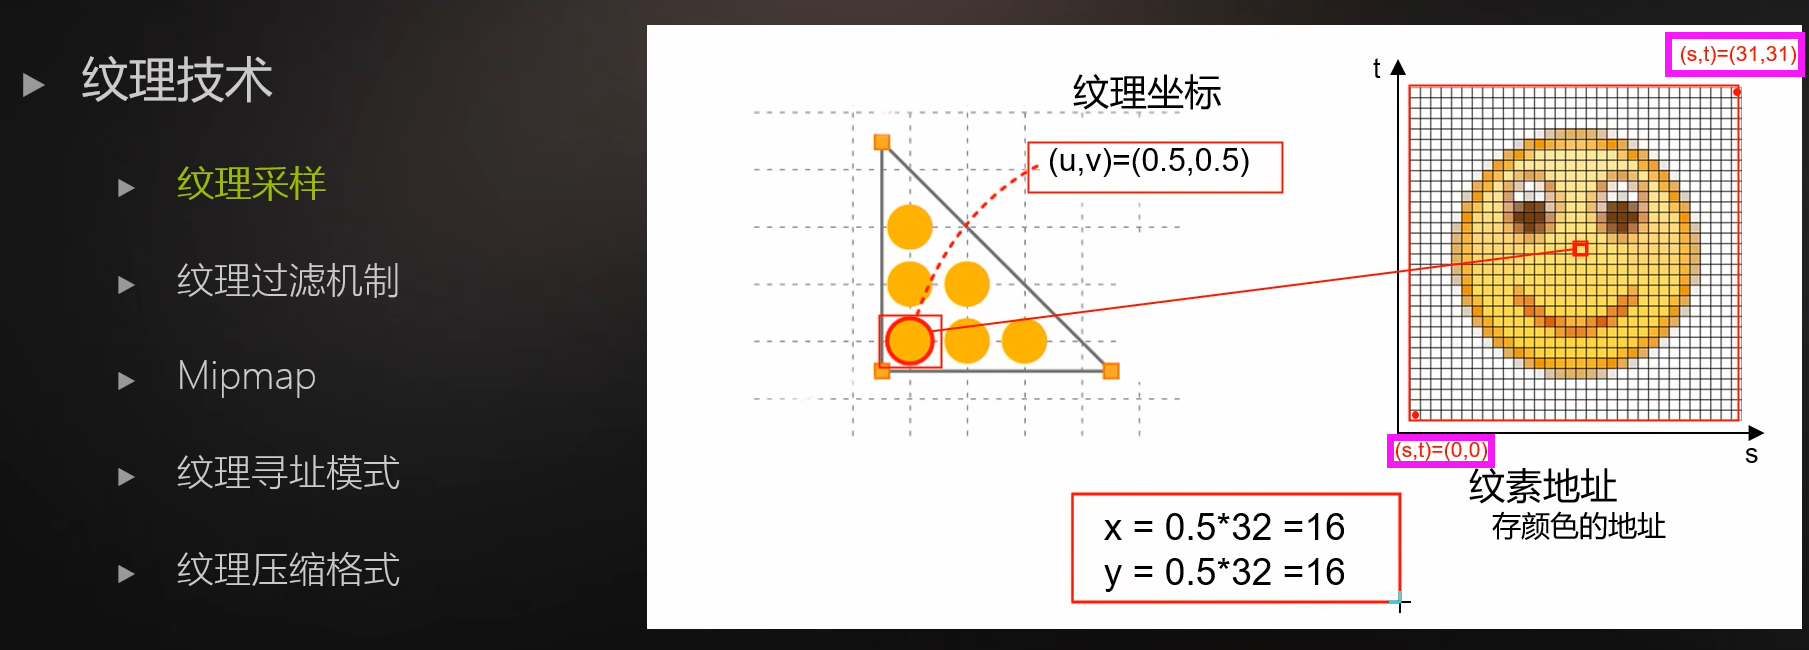 纹理技术
纹理采样
纹理过滤机制
Mipmap
纹理寻址模式
纹理压缩格式
纹理坐标
(u,v)=(0.5,0.5)
t
(s,t)=(31,31)
(s,t)=(0,0)
s
纹素地址
存颜色的地址
x = 0.5*32 =16
y = 0.5*32 =16